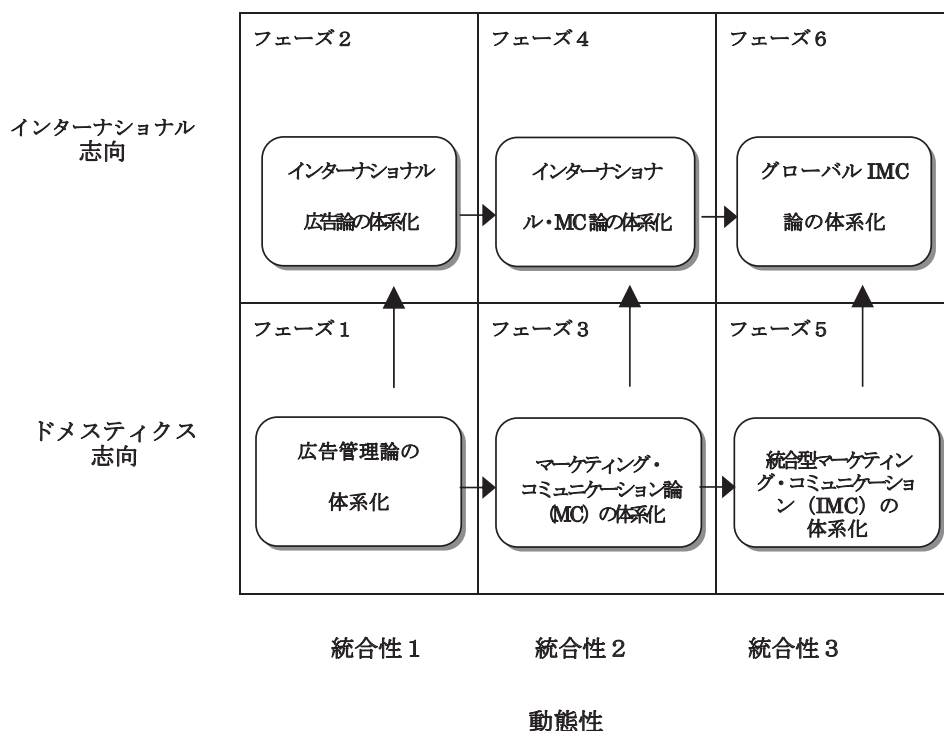 フェーズ2
フェーズ4
フェーズ6
インターナショナル
志向
インターナショナル
広告論の体系化
インターナショナ
ル・MC論の体系化
グローバルIMC
論の体系化
フェーズ1
フェーズ3
フェーズ5
ドメスティクス
志向
広告管理論の
体系化
マーケティング・
コミュニケーション論
(MC)の体系化
統合型マーケティン
グ・コミュニケーショ
ン(IMC)の
体系化
統合性1
統合性2
統合性3
動態性